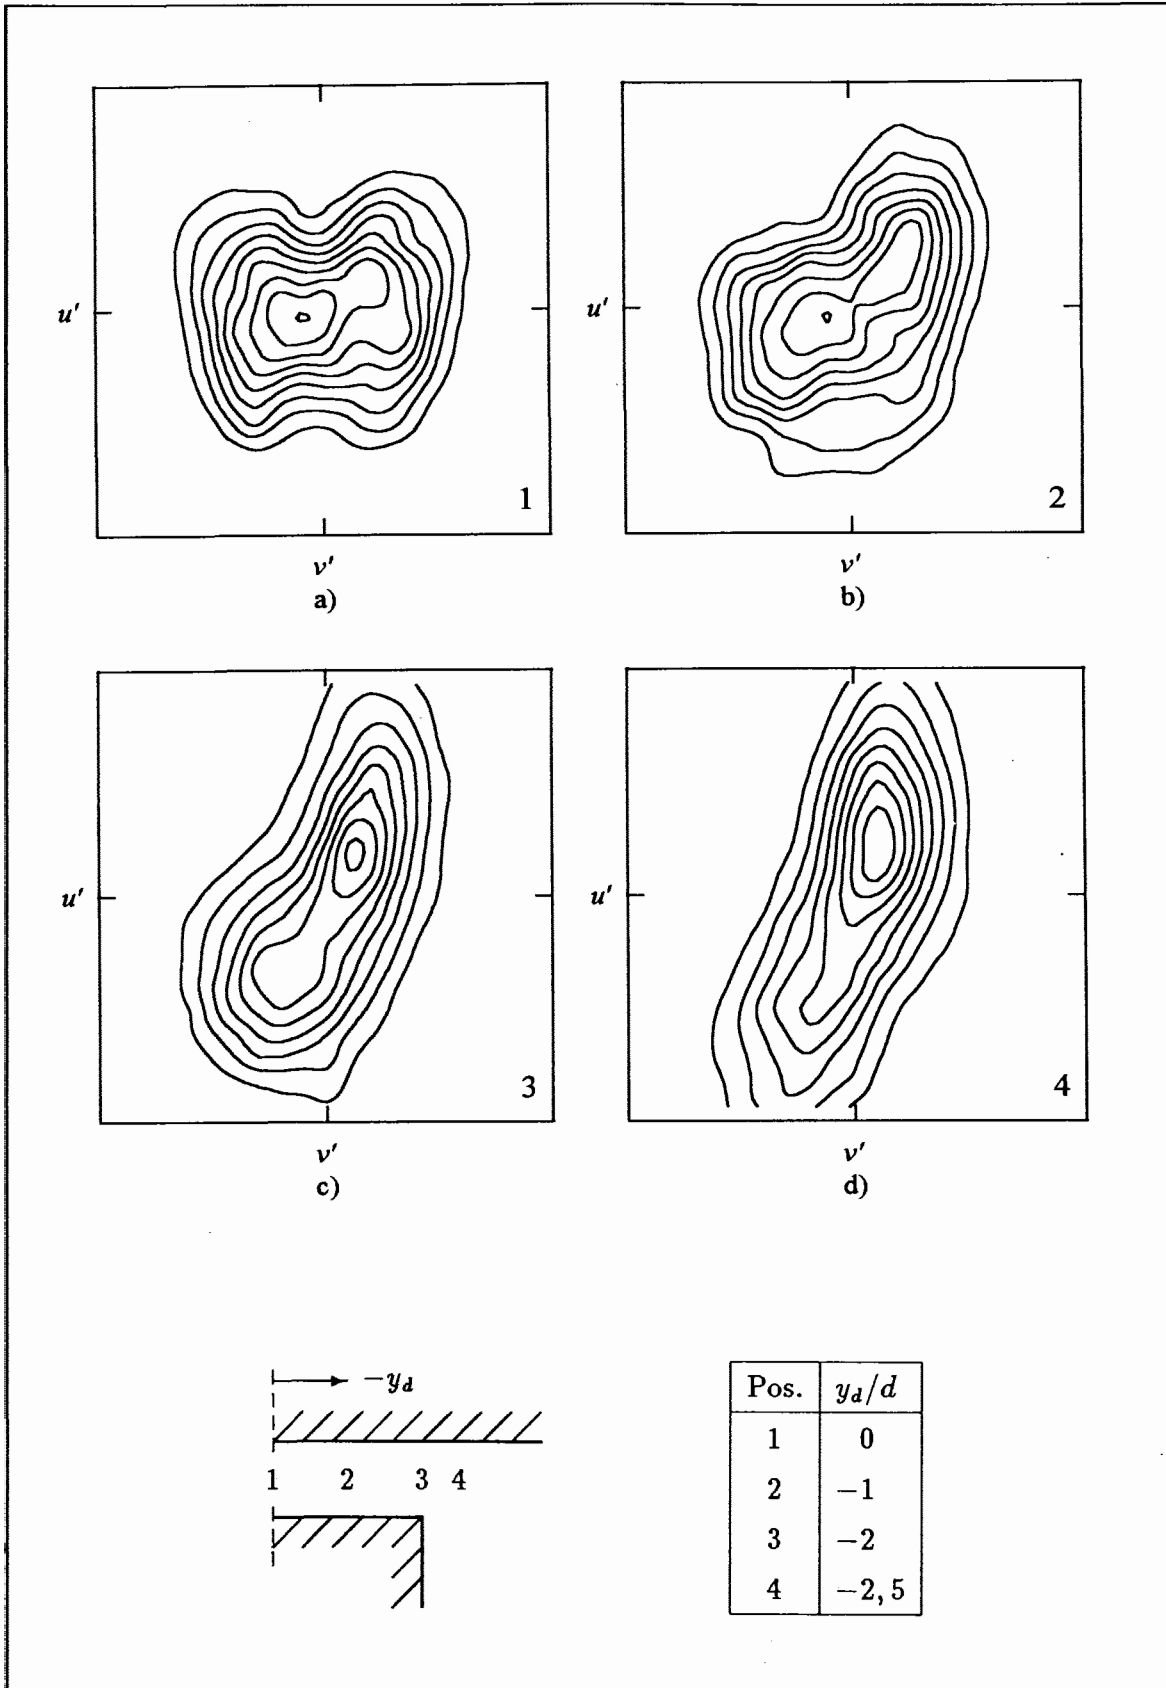 u'
1
v'
a)
u'
2
v'
b)
u'
3
v'
c)
u'
4
v'
d)
−y_d
1 2 3 4
Pos. y_d/d
1 0
2 −1
3 −2
4 −2, 5